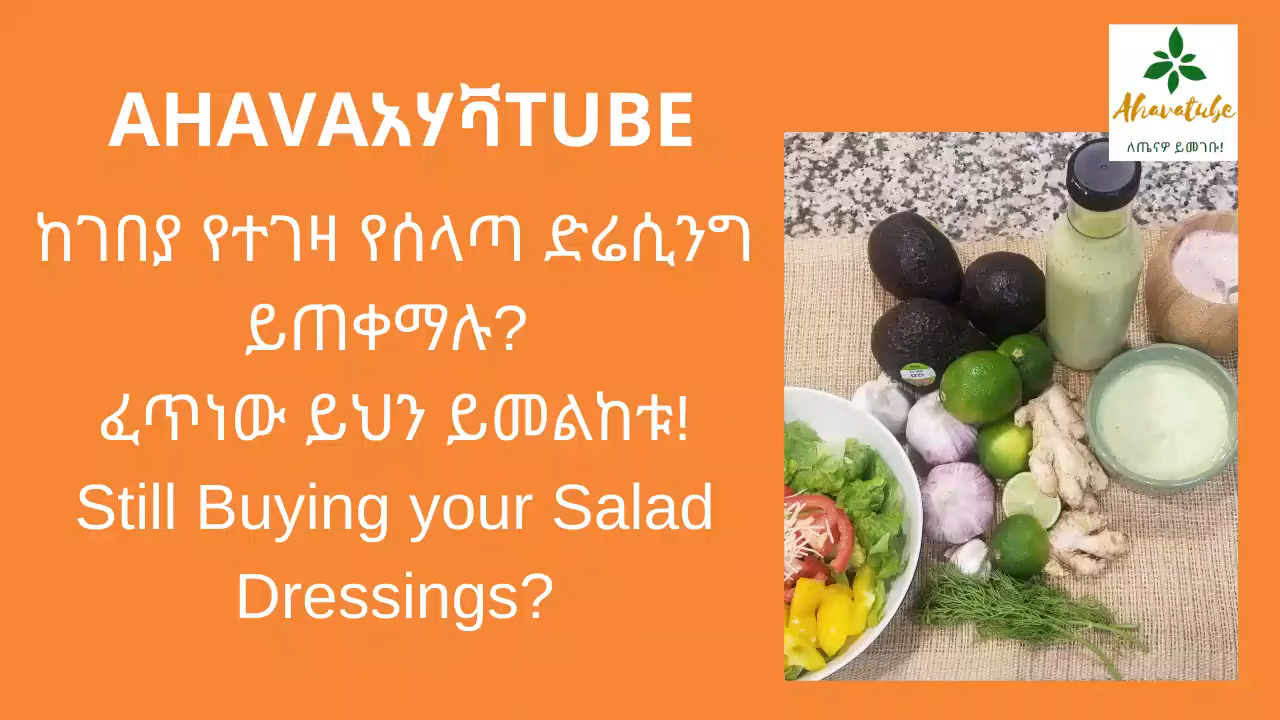 AHAVAአሃቫTUBE
ከገበያ የተገዛ የሰላጣ ድሬሲንግ
ይጠቀማሉ?
ፈጥነው ይህን ይመልከቱ!
Still Buying your Salad
Dressings?
Ahavatube
ለጤናዎ ይመገቡ!